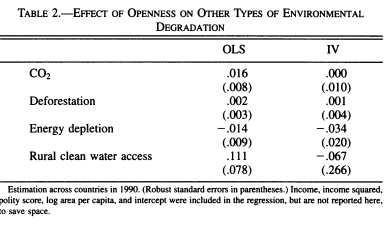 TABLE 2.—EFFECT OF OPENNESS ON OTHER TYPES OF ENVIRONMENTAL
DEGRADATION
OLS IV
CO₂ .016 .000
(.008) (.010)
Deforestation .002 .001
(.003) (.004)
Energy depletion −.014 −.034
(.009) (.020)
Rural clean water access .111 −.067
(.078) (.266)
Estimation across countries in 1990. (Robust standard errors in parentheses.) Income, income squared,
polity score, log area per capita, and intercept were included in the regression, but are not reported here,
to save space.